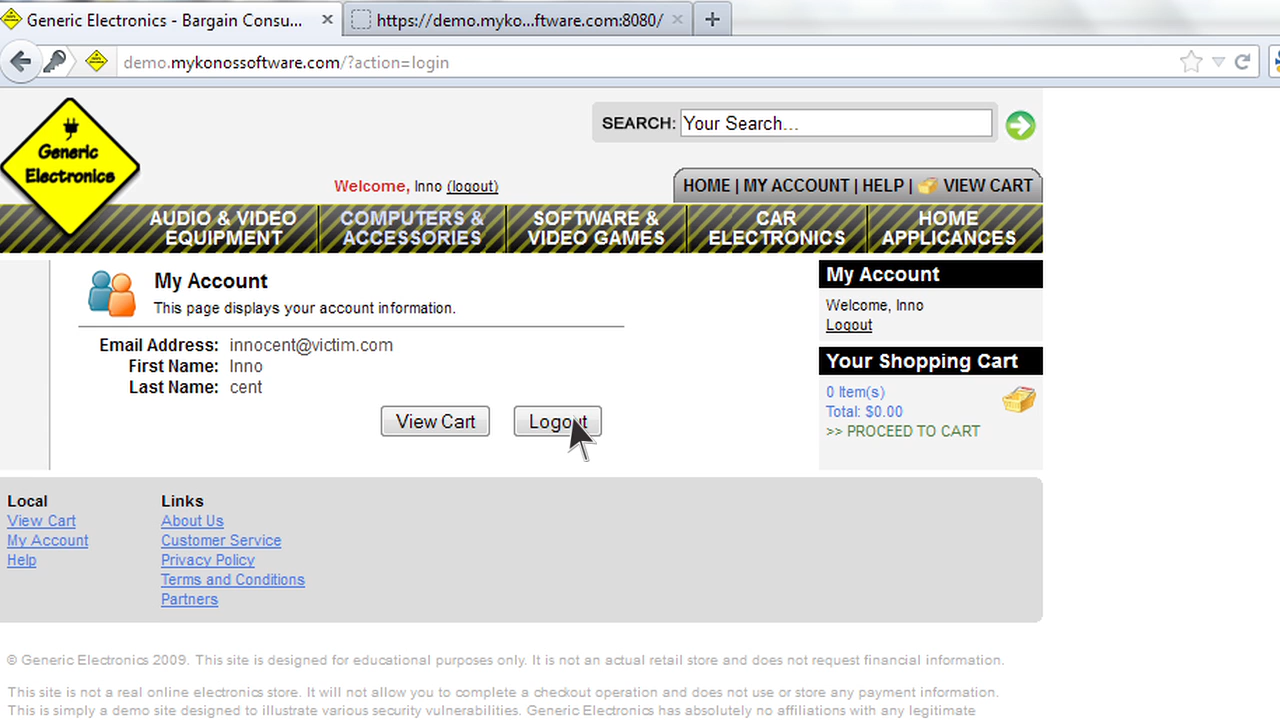 Generic Electronics - Bargain Consu...
https://demo.myko...ftware.com:8080/
demo.mykonossoftware.com/?action=login
Generic
Electronics
SEARCH: Your Search...
Welcome, Inno (logout)
HOME | MY ACCOUNT | HELP | VIEW CART
AUDIO & VIDEO
EQUIPMENT
COMPUTERS &
ACCESSORIES
SOFTWARE &
VIDEO GAMES
CAR
ELECTRONICS
HOME
APPLICANCES
My Account
This page displays your account information.
Email Address: innocent@victim.com
First Name: Inno
Last Name: cent
View Cart
Logout
My Account
Welcome, Inno
Logout
Your Shopping Cart
0 Item(s)
Total: $0.00
>> PROCEED TO CART
Local
View Cart
My Account
Help
Links
About Us
Customer Service
Privacy Policy
Terms and Conditions
Partners
© Generic Electronics 2009. This site is designed for educational purposes only. It is not an actual retail store and does not request financial information.
This site is not a real online electronics store. It will not allow you to complete a checkout operation and does not use or store any payment information.
This is simply a demo site designed to illustrate various security vulnerabilities. Generic Electronics has absolutely no affiliations with any legitimate